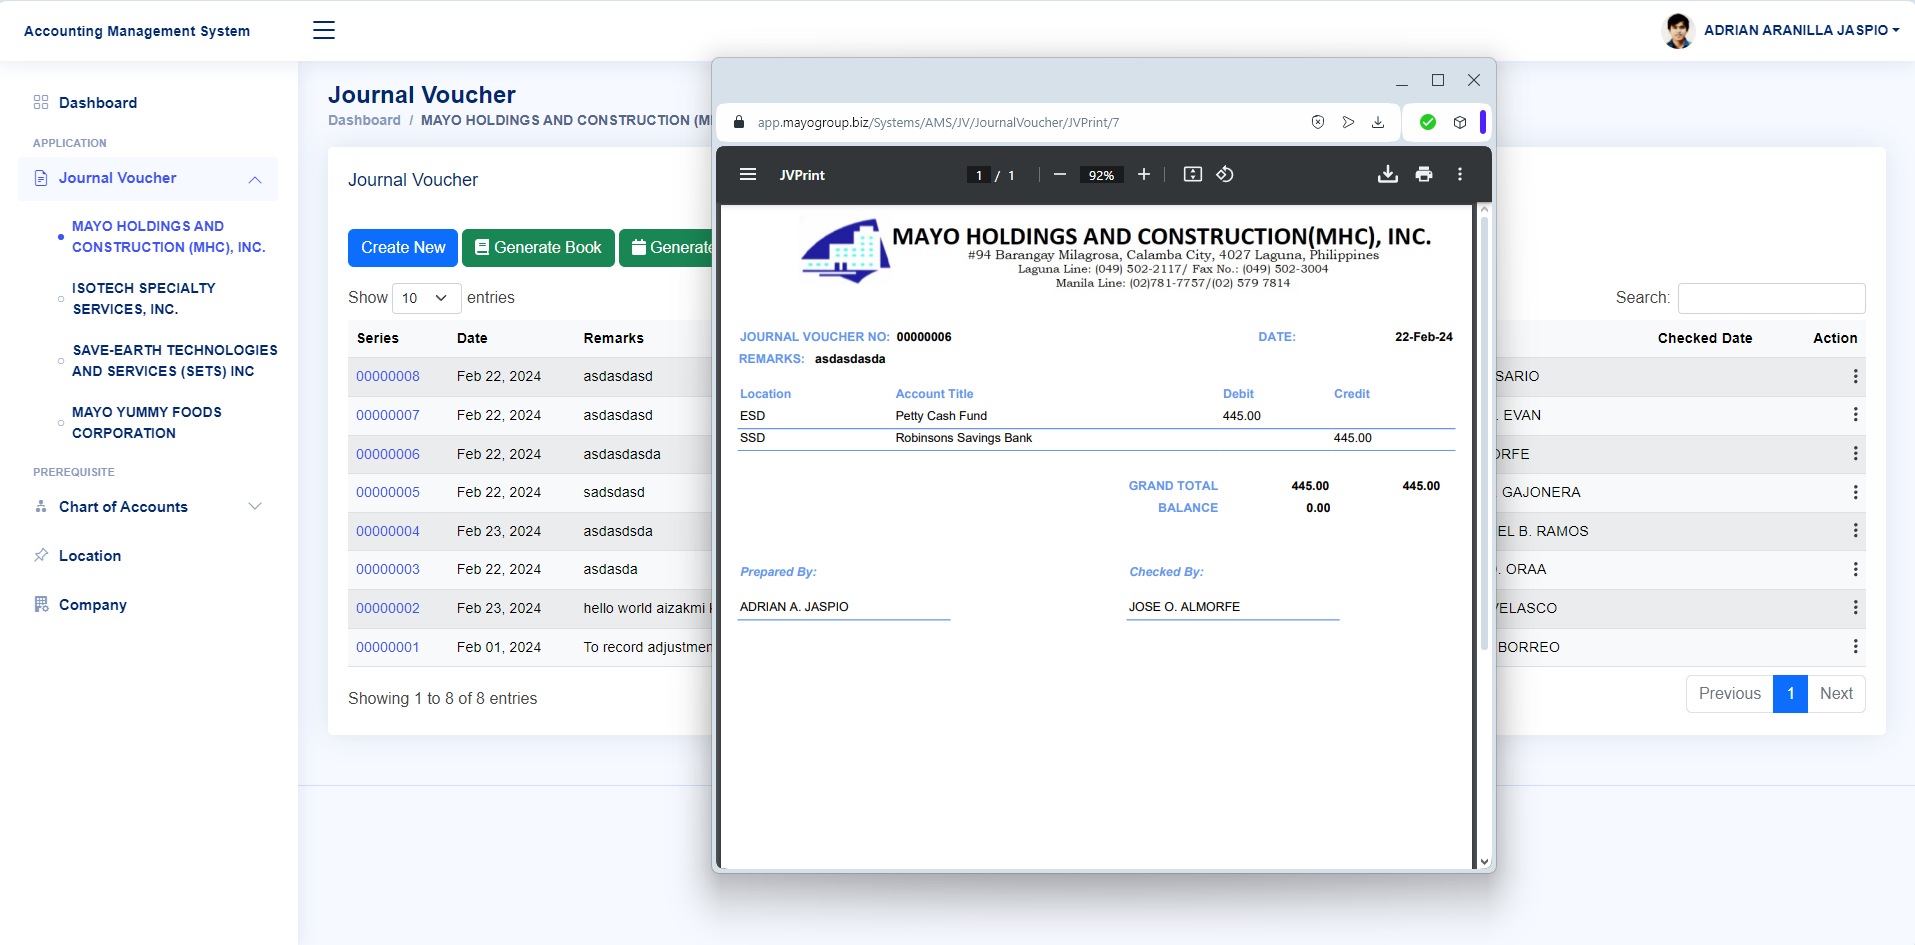 Accounting Management System
ADRIAN ARANILLA JASPIO
Dashboard
APPLICATION
Journal Voucher
MAYO HOLDINGS AND
CONSTRUCTION (MHC), INC.
ISOTECH SPECIALTY
SERVICES, INC.
SAVE-EARTH TECHNOLOGIES
AND SERVICES (SETS) INC
MAYO YUMMY FOODS
CORPORATION
PREREQUISITE
Chart of Accounts
Location
Company
Journal Voucher
Dashboard / MAYO HOLDINGS AND CONSTRUCTION (M
Journal Voucher
Create New Generate Book Generate
Show 10 entries
Search:
Series Date Remarks Checked Date Action
00000008 Feb 22, 2024 asdasdasd SARIO
00000007 Feb 22, 2024 asdasdasd . EVAN
00000006 Feb 22, 2024 asdasdasda ORFE
00000005 Feb 22, 2024 sadsdasd . GAJONERA
00000004 Feb 23, 2024 asdasdsda EL B. RAMOS
00000003 Feb 22, 2024 asdasda . ORAA
00000002 Feb 23, 2024 hello world aizakmi VELASCO
00000001 Feb 01, 2024 To record adjustmen BORREO
Showing 1 to 8 of 8 entries
Previous 1 Next
app.mayogroup.biz/Systems/AMS/JV/JournalVoucher/JVPrint/7
JVPrint 1 / 1 92%
MAYO HOLDINGS AND CONSTRUCTION(MHC), INC.
#94 Barangay Milagrosa, Calamba City, 4027 Laguna, Philippines
Laguna Line: (049) 502-2117/ Fax No.: (049) 502-3004
Manila Line: (02)781-7757/(02) 579 7814
JOURNAL VOUCHER NO: 00000006 DATE: 22-Feb-24
REMARKS: asdasdasda
Location Account Title Debit Credit
ESD Petty Cash Fund 445.00
SSD Robinsons Savings Bank 445.00
GRAND TOTAL 445.00 445.00
BALANCE 0.00
Prepared By: Checked By:
ADRIAN A. JASPIO JOSE O. ALMORFE